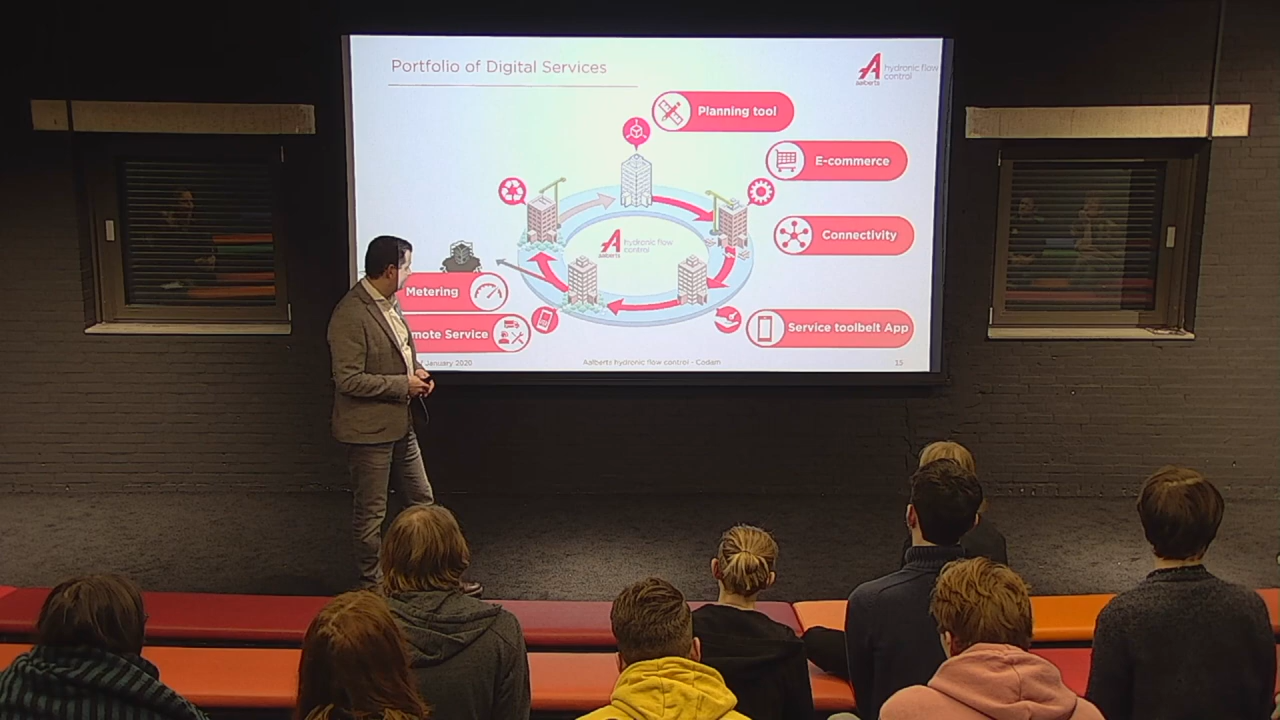 Portfolio of Digital Services
aalberts
hydronic flow
control
Planning tool
E-commerce
Connectivity
Service toolbelt App
Metering
mote Service
aalberts
hydronic flow
control
January 2020
Aalberts hydronic flow control - Codam
15